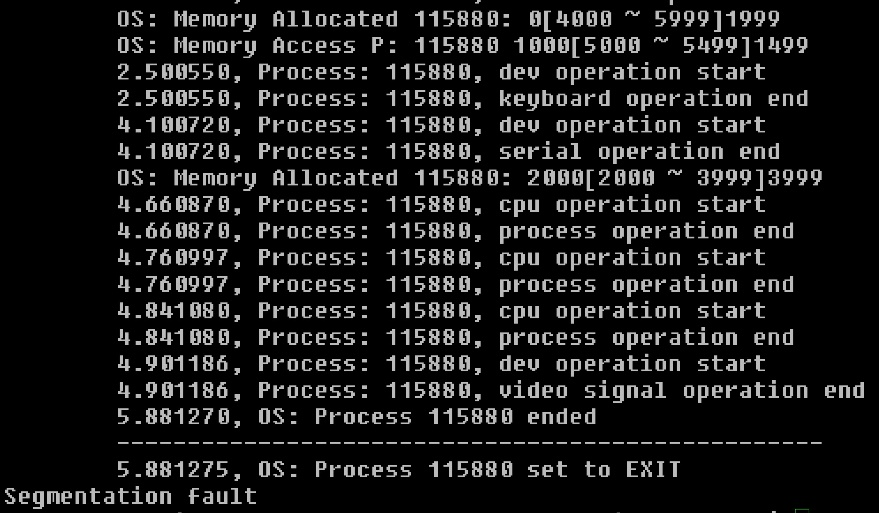 OS: Memory Allocated 115880: 0[4000 ~ 5999]1999
OS: Memory Access P: 115880 1000[5000 ~ 5499]1499
2.500550, Process: 115880, dev operation start
2.500550, Process: 115880, keyboard operation end
4.100720, Process: 115880, dev operation start
4.100720, Process: 115880, serial operation end
OS: Memory Allocated 115880: 2000[2000 ~ 3999]3999
4.660870, Process: 115880, cpu operation start
4.660870, Process: 115880, process operation end
4.760997, Process: 115880, cpu operation start
4.760997, Process: 115880, process operation end
4.841080, Process: 115880, cpu operation start
4.841080, Process: 115880, process operation end
4.901186, Process: 115880, dev operation start
4.901186, Process: 115880, video signal operation end
5.881270, OS: Process 115880 ended
--------------------------------------------------
5.881275, OS: Process 115880 set to EXIT
Segmentation fault